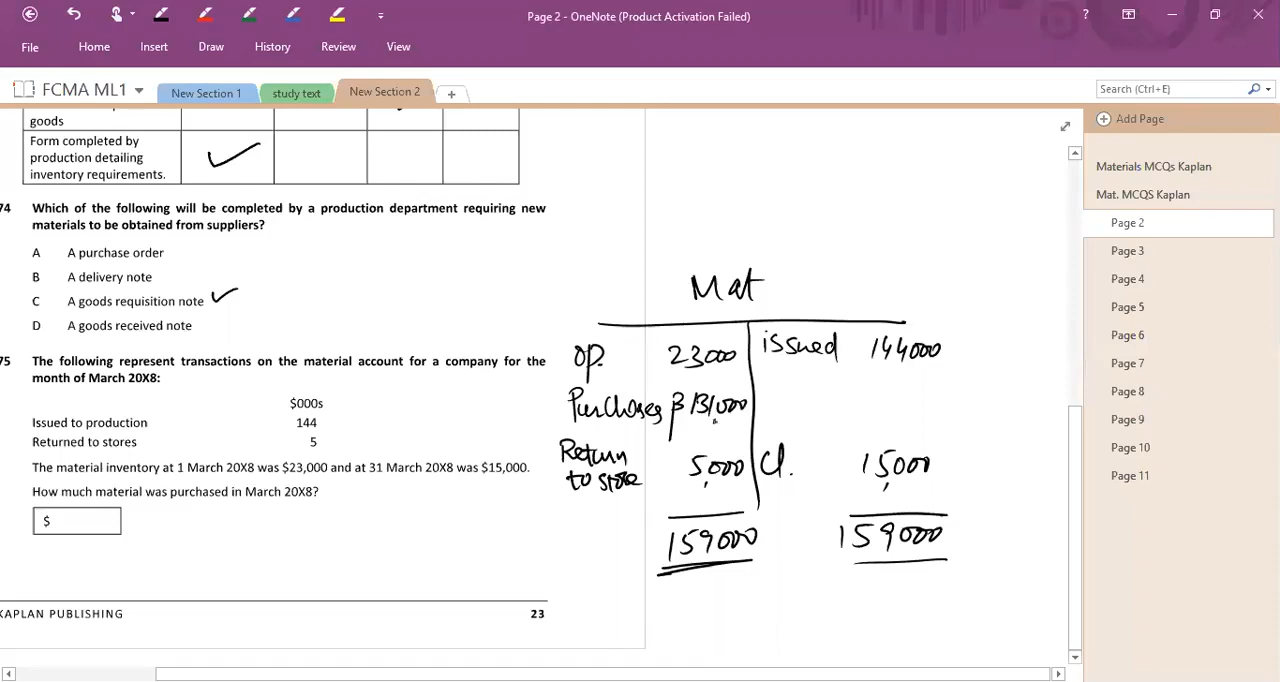 Page 2 - OneNote (Product Activation Failed)
?
File Home Insert Draw History Review View
FCMA ML1 New Section 1 study text New Section 2 +
Search (Ctrl+E)
Add Page
Materials MCQs Kaplan
Mat. MCQS Kaplan
Page 2
Page 3
Page 4
Page 5
Page 6
Page 7
Page 8
Page 9
Page 10
Page 11
goods
Form completed by
production detailing
inventory requirements.
74 Which of the following will be completed by a production department requiring new
materials to be obtained from suppliers?
A A purchase order
B A delivery note
C A goods requisition note
D A goods received note
75 The following represent transactions on the material account for a company for the
month of March 20X8:
$000s
Issued to production 144
Returned to stores 5
The material inventory at 1 March 20X8 was $23,000 and at 31 March 20X8 was $15,000.
How much material was purchased in March 20X8?
$
KAPLAN PUBLISHING 23
Mat
OP. 23000 issued 144000
Purchases β 131,000
Return
to store 5,000 Cl. 15,000
159000 159000